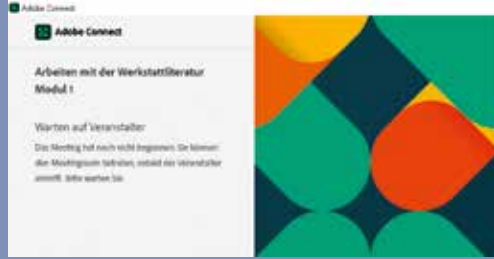 Adobe Connect
Adobe Connect
Arbeiten mit der Werkstattliteratur
Modul 1
Warten auf Veranstalter
Das Meeting hat noch nicht begonnen. Sie können
den Meetingraum betreten, sobald der Veranstalter
eintrifft. Bitte warten Sie.